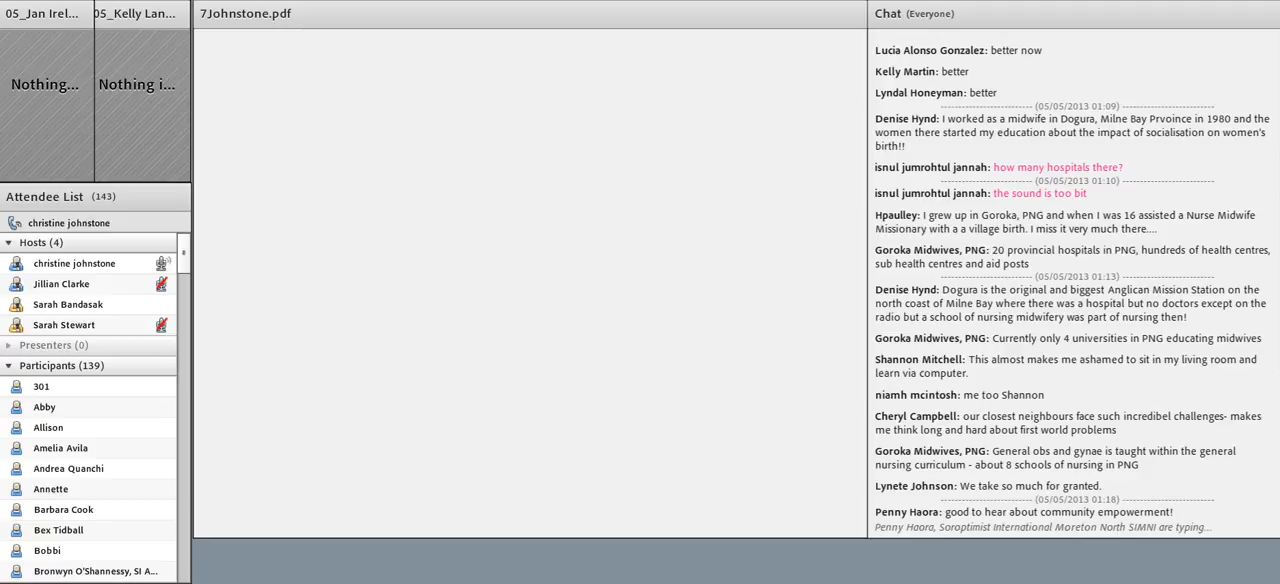 05_Jan Irel...
05_Kelly Lan...
7Johnstone.pdf
Chat (Everyone)
Nothing...
Nothing i...
Attendee List (143)
christine johnstone
Hosts (4)
christine johnstone
Jillian Clarke
Sarah Bandasak
Sarah Stewart
Presenters (0)
Participants (139)
301
Abby
Allison
Amelia Avila
Andrea Quanchi
Annette
Barbara Cook
Bex Tidball
Bobbi
Bronwyn O'Shannessy, SI A...
Lucia Alonso Gonzalez: better now
Kelly Martin: better
Lyndal Honeyman: better
(05/05/2013 01:09)
Denise Hynd: I worked as a midwife in Dogura, Milne Bay Prvoince in 1980 and the
women there started my education about the impact of socialisation on women's
birth!!
isnul jumrohtul jannah: how many hospitals there?
(05/05/2013 01:10)
isnul jumrohtul jannah: the sound is too bit
Hpaulley: I grew up in Goroka, PNG and when I was 16 assisted a Nurse Midwife
Missionary with a a village birth. I miss it very much there....
Goroka Midwives, PNG: 20 provincial hospitals in PNG, hundreds of health centres,
sub health centres and aid posts
(05/05/2013 01:13)
Denise Hynd: Dogura is the original and biggest Anglican Mission Station on the
north coast of Milne Bay where there was a hospital but no doctors except on the
radio but a school of nursing midwifery was part of nursing then!
Goroka Midwives, PNG: Currently only 4 universities in PNG educating midwives
Shannon Mitchell: This almost makes me ashamed to sit in my living room and
learn via computer.
niamh mcintosh: me too Shannon
Cheryl Campbell: our closest neighbours face such incredibel challenges- makes
me think long and hard about first world problems
Goroka Midwives, PNG: General obs and gynae is taught within the general
nursing curriculum - about 8 schools of nursing in PNG
Lynete Johnson: We take so much for granted.
(05/05/2013 01:18)
Penny Haora: good to hear about community empowerment!
Penny Haora, Soroptimist International Moreton North SIMNI are typing...